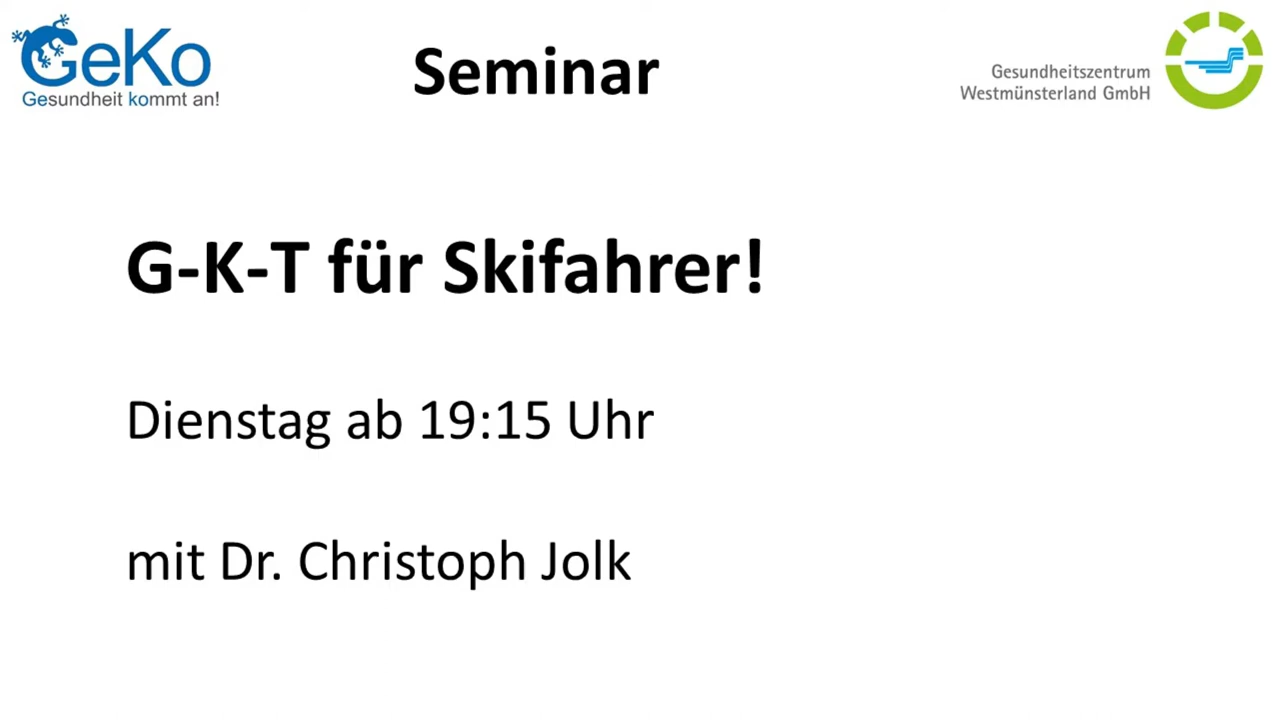 GeKo
Gesundheit kommt an!
Seminar
Gesundheitszentrum
Westmünsterland GmbH
G-K-T für Skifahrer!
Dienstag ab 19:15 Uhr
mit Dr. Christoph Jolk